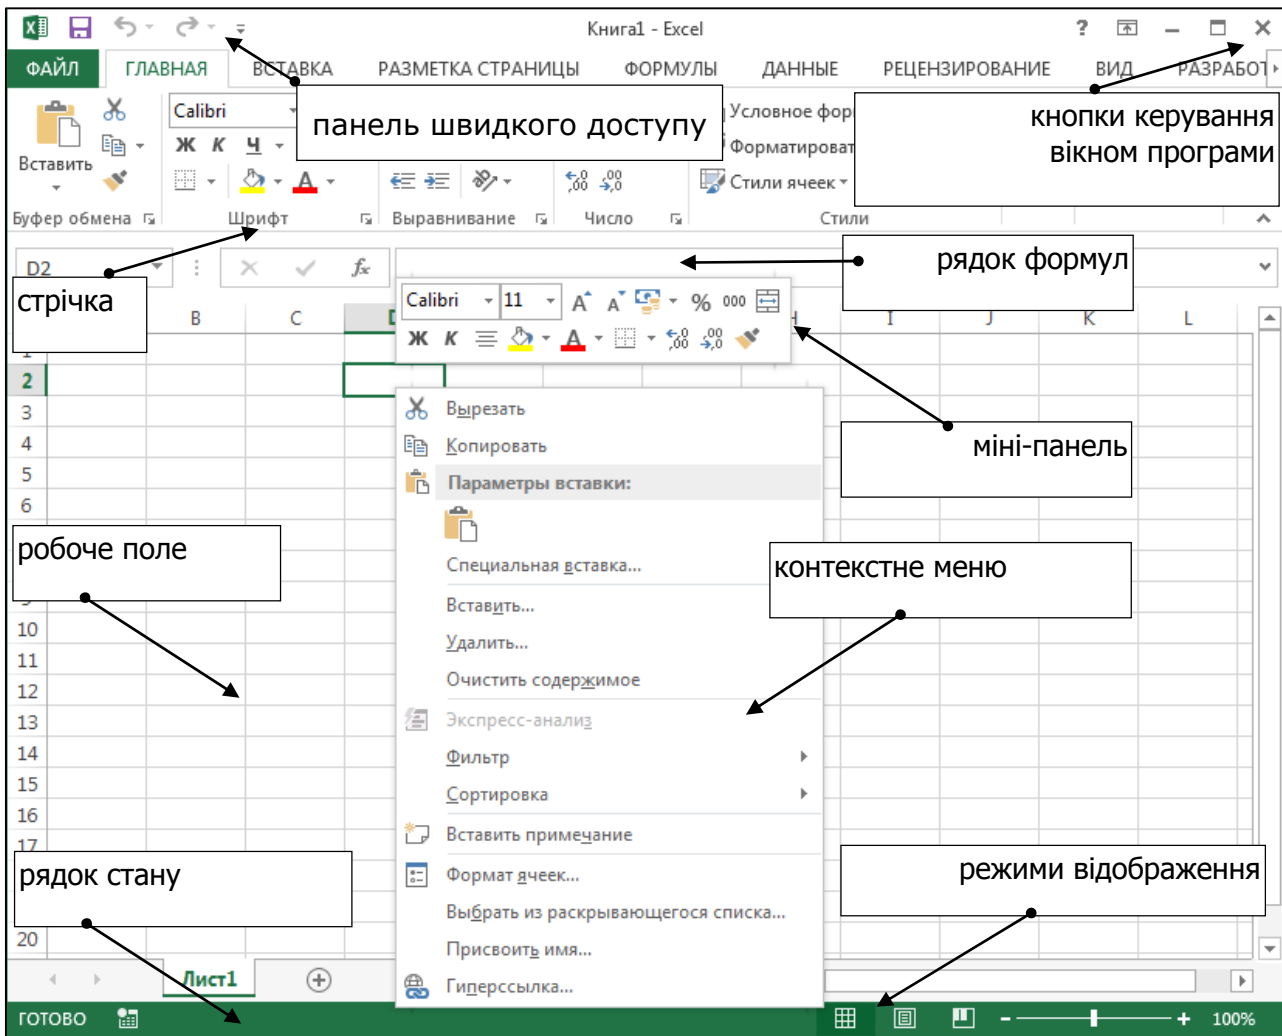 Книга1 - Excel
?
ФАЙЛ ГЛАВНАЯ ВСТАВКА РАЗМЕТКА СТРАНИЦЫ ФОРМУЛЫ ДАННЫЕ РЕЦЕНЗИРОВАНИЕ ВИД РАЗРАБОТ
Calibri
панель швидкого доступу
Условное фор
кнопки керування
вікном програми
Вставить
Ж К Ч
Форматироват
А
Стили ячеек
Буфер обмена Шрифт Выравнивание Число Стили
D2
fx
рядок формул
стрічка
Calibri 11 А А % 000
Ж К А ,00 ,00
B C D H I J K L
1
2
3
4
5
6
10
11
12
13
14
15
16
17
20
міні-панель
робоче поле
контекстне меню
Вырезать
Копировать
Параметры вставки:
Специальная вставка...
Вставить...
Удалить...
Очистить содержимое
Экспресс-анализ
Фильтр
Сортировка
Вставить примечание
Формат ячеек...
Выбрать из раскрывающегося списка...
Присвоить имя...
Гиперссылка...
рядок стану
режими відображення
Лист1
ГОТОВО
100%